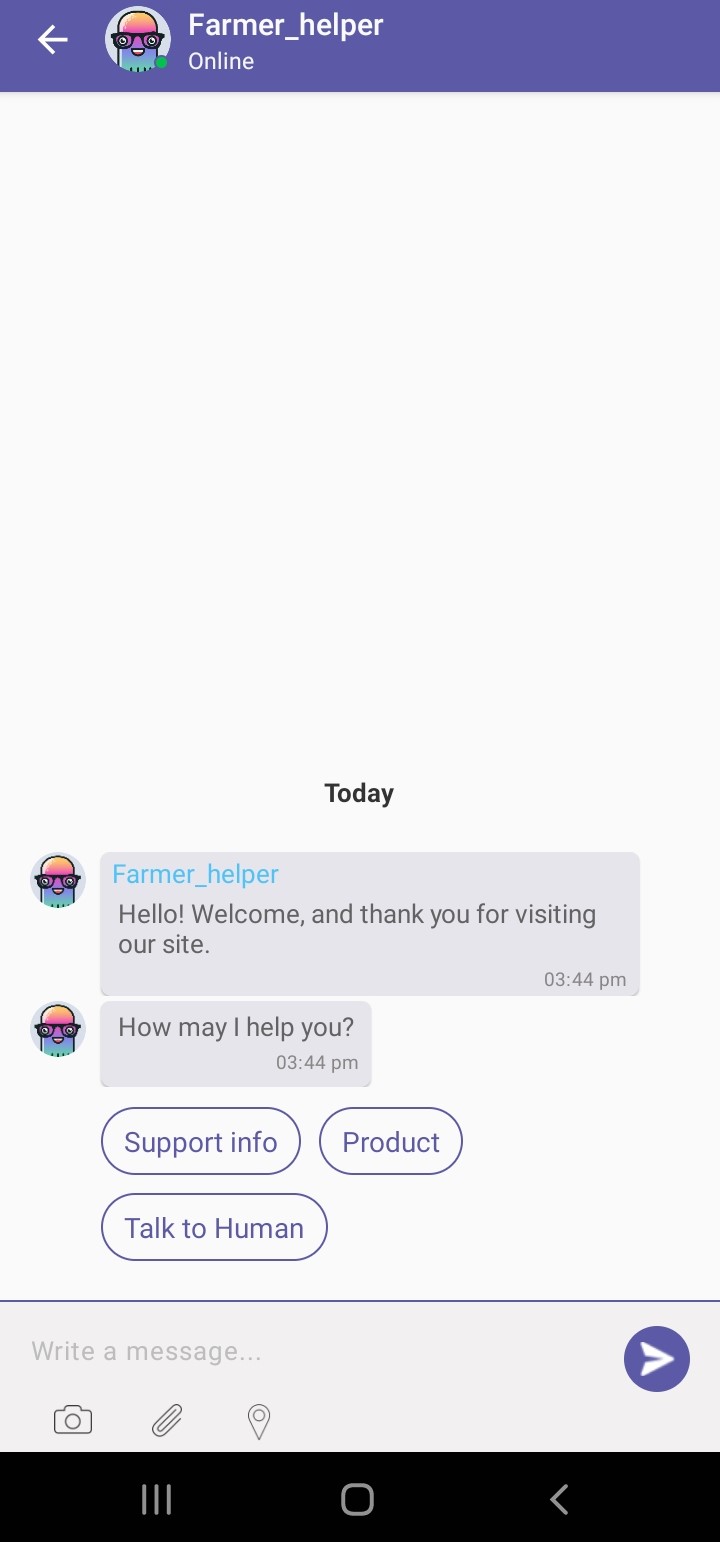 Farmer_helper
Online
Today
Farmer_helper
Hello! Welcome, and thank you for visiting
our site.
03:44 pm
How may I help you?
03:44 pm
Support info
Product
Talk to Human
Write a message...